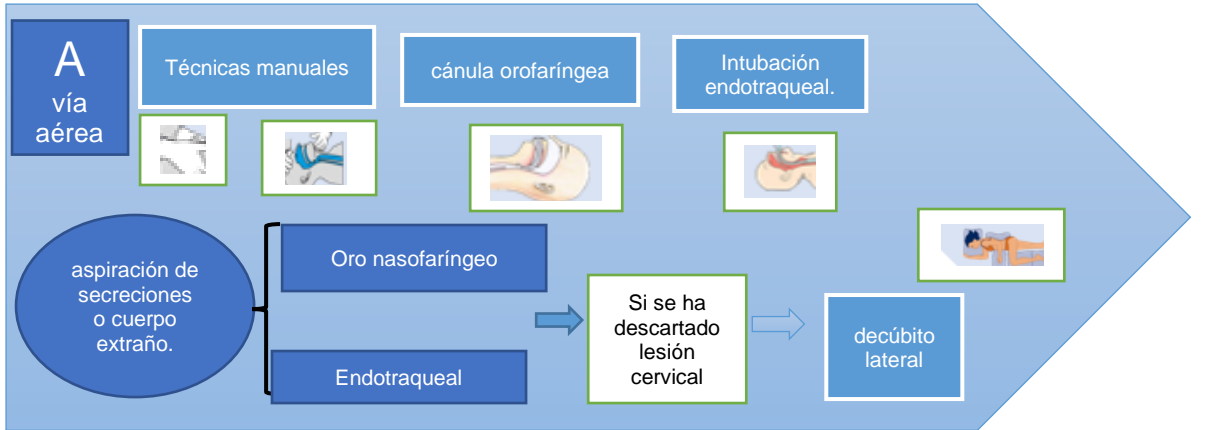 A
vía
aérea
Técnicas manuales
cánula orofaríngea
Intubación
endotraqueal.
aspiración de
secreciones
o cuerpo
extraño.
Oro nasofaríngeo
Endotraqueal
Si se ha
descartado
lesión
cervical
decúbito
lateral